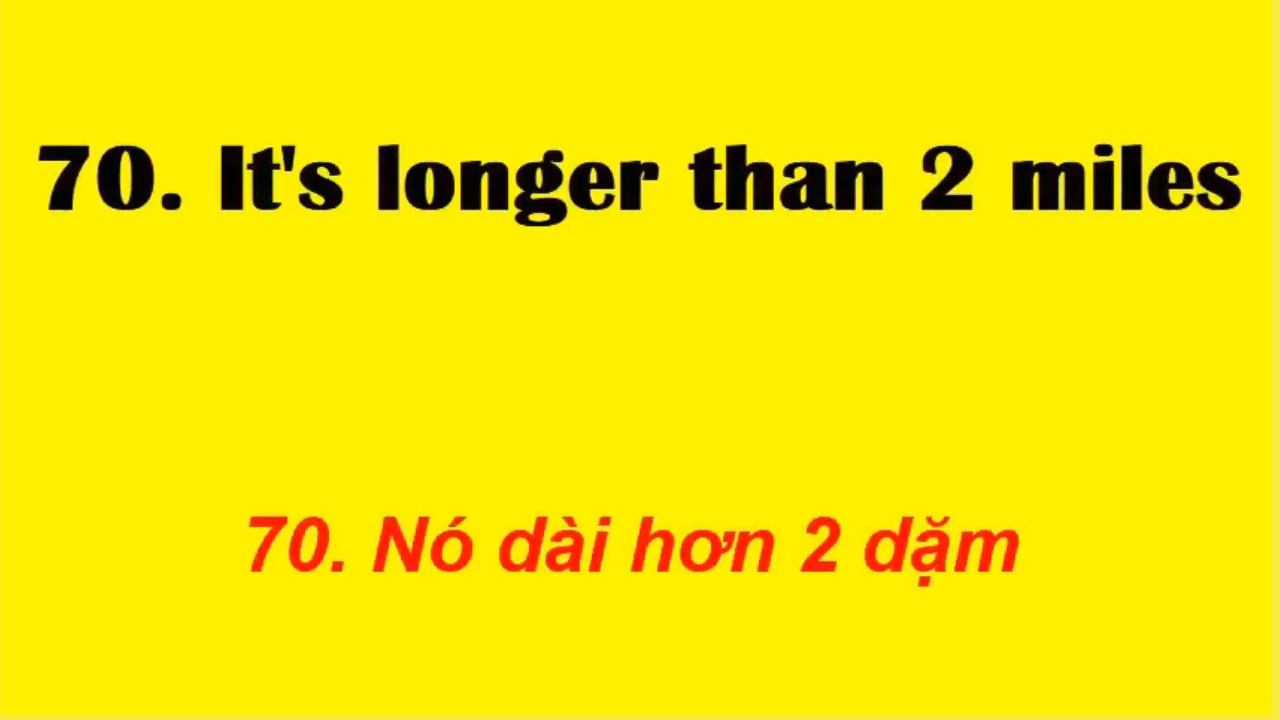 70. It's longer than 2 miles
70. Nó dài hơn 2 dặm